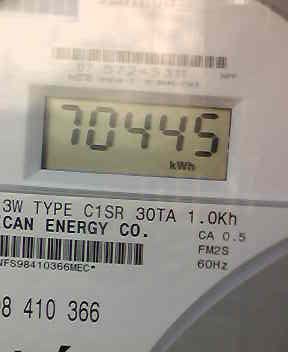 70445
kWh
3W TYPE C1SR 30TA 1.0Kh
CAN ENERGY CO.
CA 0.5
FM2S
60Hz
NFS98410366MEC*
8 410 366